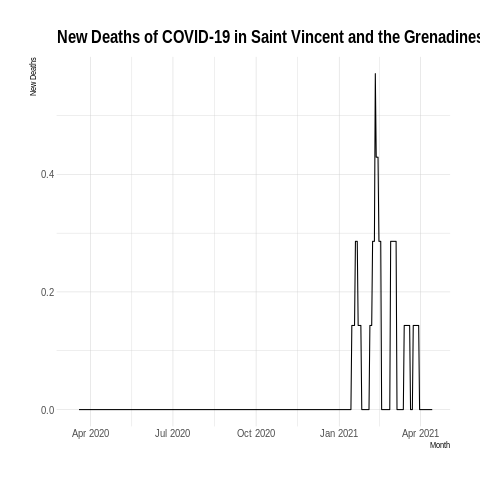 New Deaths of COVID-19 in Saint Vincent and the Grenadines
New Deaths
0.4
0.2
0.0
Apr 2020
Jul 2020
Oct 2020
Jan 2021
Apr 2021
Month